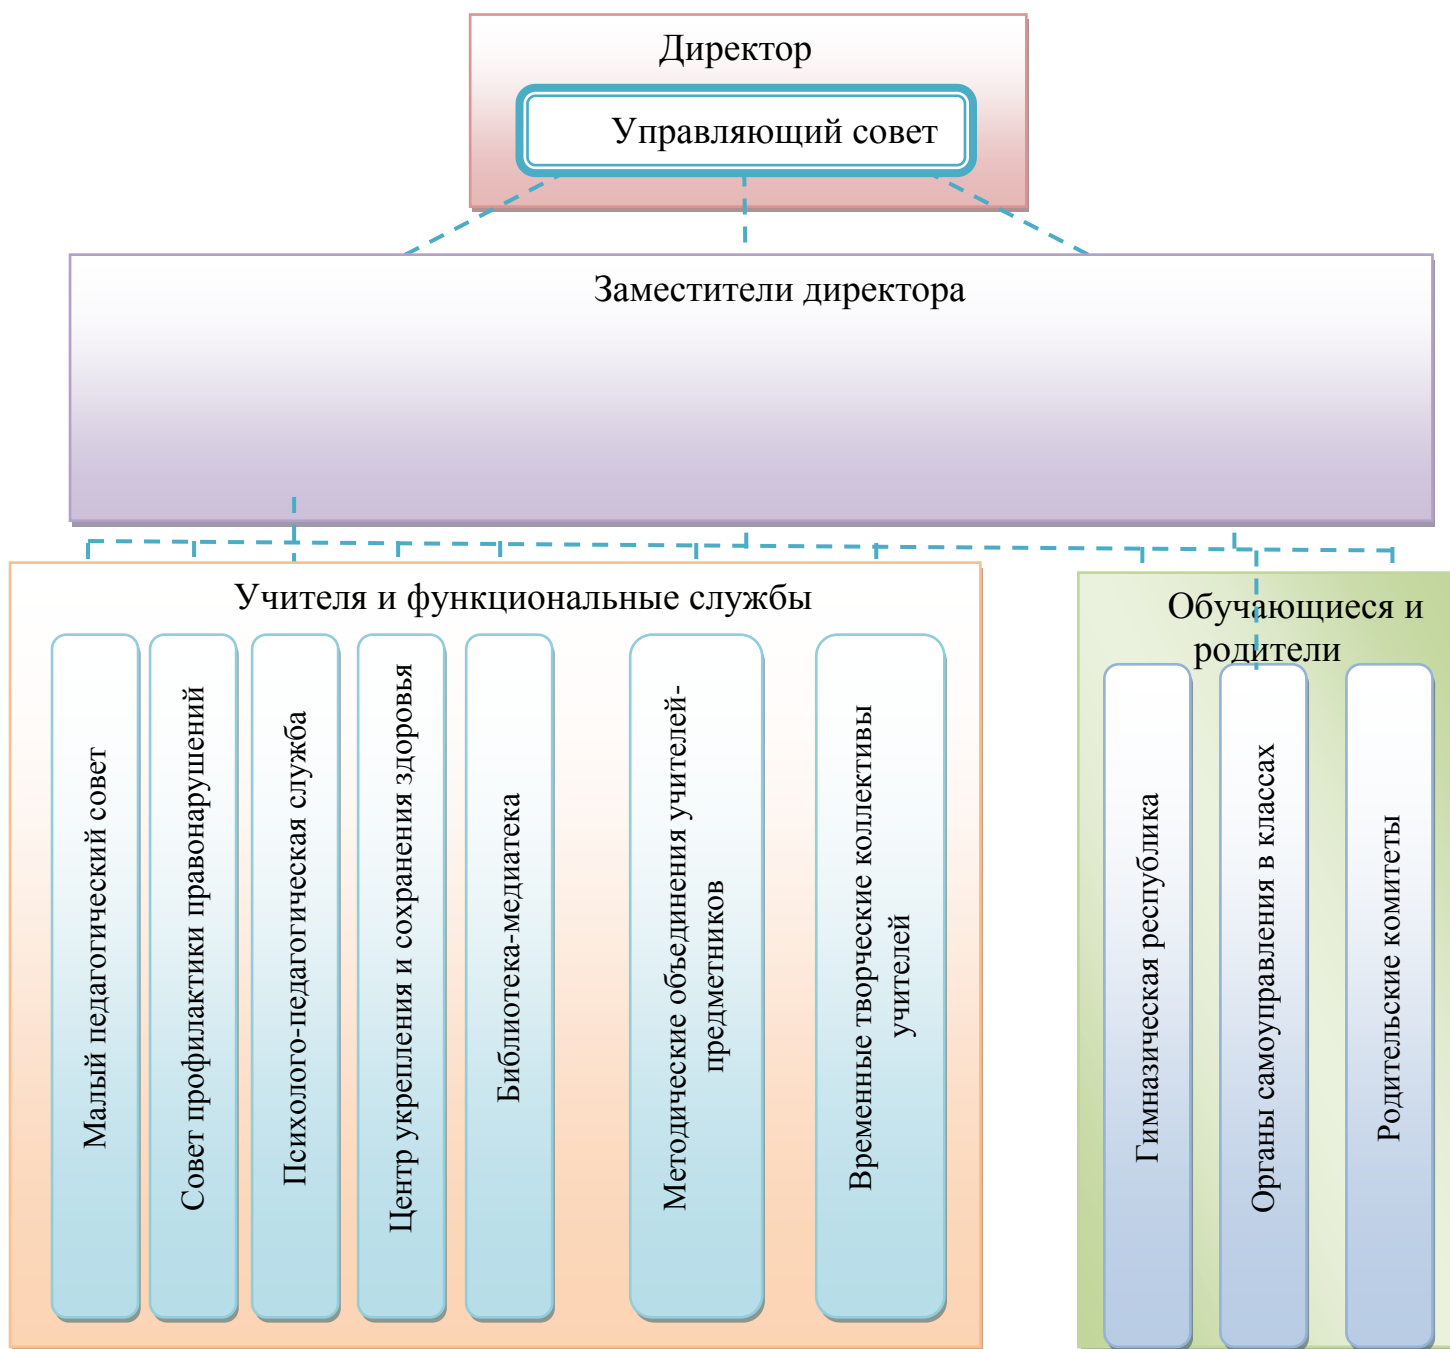 Директор
Управляющий совет
Заместители директора
Учителя и функциональные службы
Малый педагогический совет
Совет профилактики правонарушений
Психолого-педагогическая служба
Центр укрепления и сохранения здоровья
Библиотека-медиатека
Методические объединения учителей-
предметников
Временные творческие коллективы
учителей
Обучающиеся и
родители
Гимназическая республика
Органы самоуправления в классах
Родительские комитеты